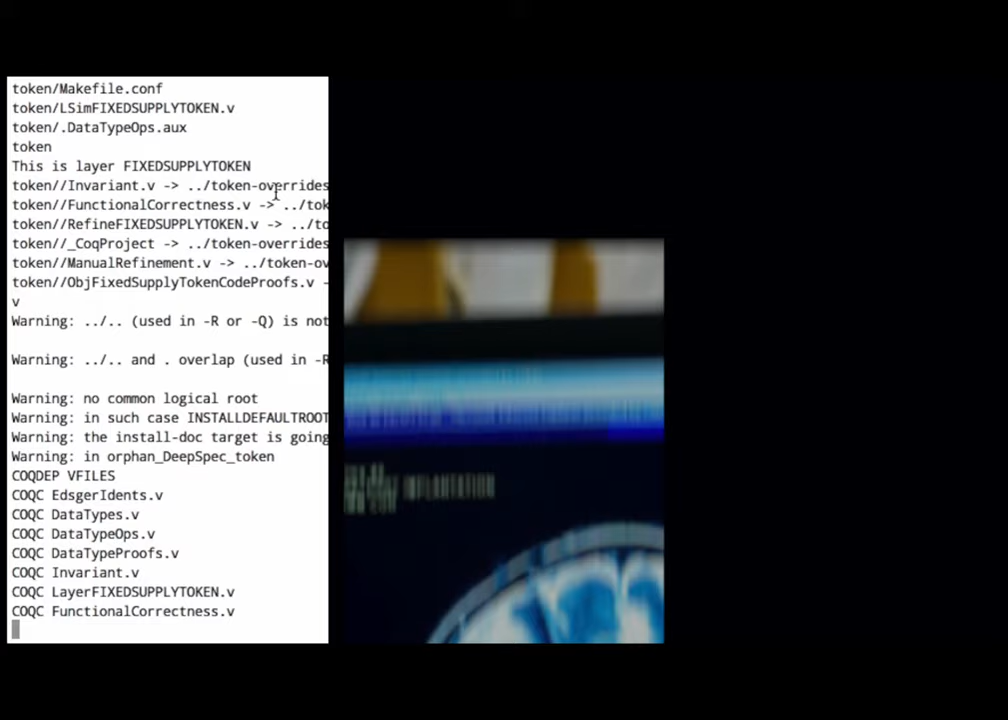 token/Makefile.conf
token/LSimFIXEDSUPPLYTOKEN.v
token/.DataTypeOps.aux
token
This is layer FIXEDSUPPLYTOKEN
token//Invariant.v -> ../token-overrides
token//FunctionalCorrectness.v -> ../tok
token//RefineFIXEDSUPPLYTOKEN.v -> ../to
token//_CoqProject -> ../token-overrides
token//ManualRefinement.v -> ../token-ov
token//ObjFixedSupplyTokenCodeProofs.v -
v
Warning: ../.. (used in -R or -Q) is not
Warning: ../.. and . overlap (used in -R
Warning: no common logical root
Warning: in such case INSTALLDEFAULTROOT
Warning: the install-doc target is going
Warning: in orphan_DeepSpec_token
COQDEP VFILES
COQC EdsgerIdents.v
COQC DataTypes.v
COQC DataTypeOps.v
COQC DataTypeProofs.v
COQC Invariant.v
COQC LayerFIXEDSUPPLYTOKEN.v
COQC FunctionalCorrectness.v
IMPLANTATION